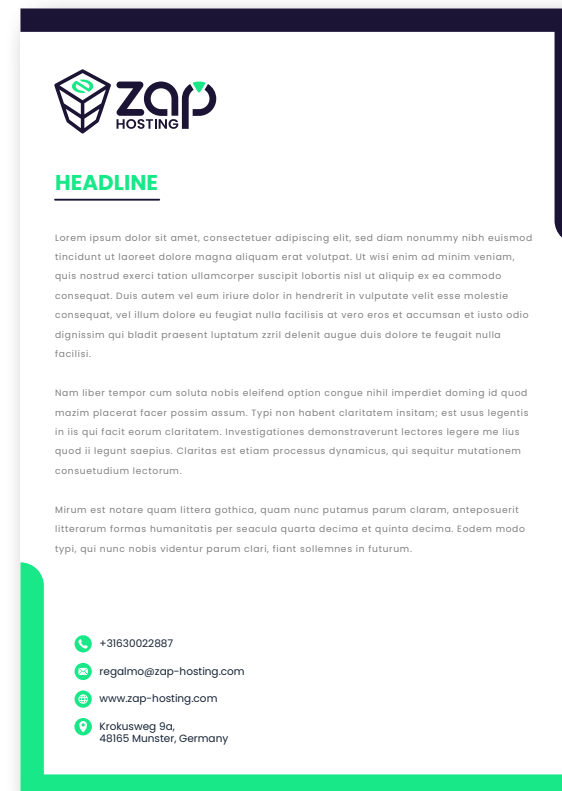 zap
HOSTING
HEADLINE
Lorem ipsum dolor sit amet, consectetuer adipiscing elit, sed diam nonummy nibh euismod
tincidunt ut laoreet dolore magna aliquam erat volutpat. Ut wisi enim ad minim veniam,
quis nostrud exerci tation ullamcorper suscipit lobortis nisl ut aliquip ex ea commodo
consequat. Duis autem vel eum iriure dolor in hendrerit in vulputate velit esse molestie
consequat, vel illum dolore eu feugiat nulla facilisis at vero eros et accumsan et iusto odio
dignissim qui bladit praesent luptatum zzril delenit augue duis dolore te feugait nulla
facilisi.
Nam liber tempor cum soluta nobis eleifend option congue nihil imperdiet doming id quod
mazim placerat facer possim assum. Typi non habent claritatem insitam; est usus legentis
in iis qui facit eorum claritatem. Investigationes demonstraverunt lectores legere me lius
quod ii legunt saepius. Claritas est etiam processus dynamicus, qui sequitur mutationem
consuetudium lectorum.
Mirum est notare quam littera gothica, quam nunc putamus parum claram, anteposuerit
litterarum formas humanitatis per seacula quarta decima et quinta decima. Eodem modo
typi, qui nunc nobis videntur parum clari, fiant sollemnes in futurum.
+31630022887
regalmo@zap-hosting.com
www.zap-hosting.com
Krokusweg 9a,
48165 Munster, Germany